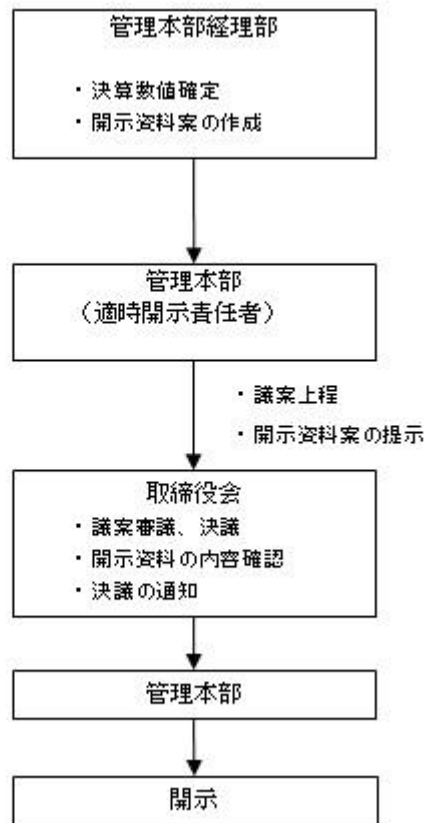 管理本部経理部
・決算数値確定
・開示資料案の作成
管理本部
（適時開示責任者）
・議案上程
・開示資料案の提示
取締役会
・議案審議、決議
・開示資料の内容確認
・決議の通知
管理本部
開示